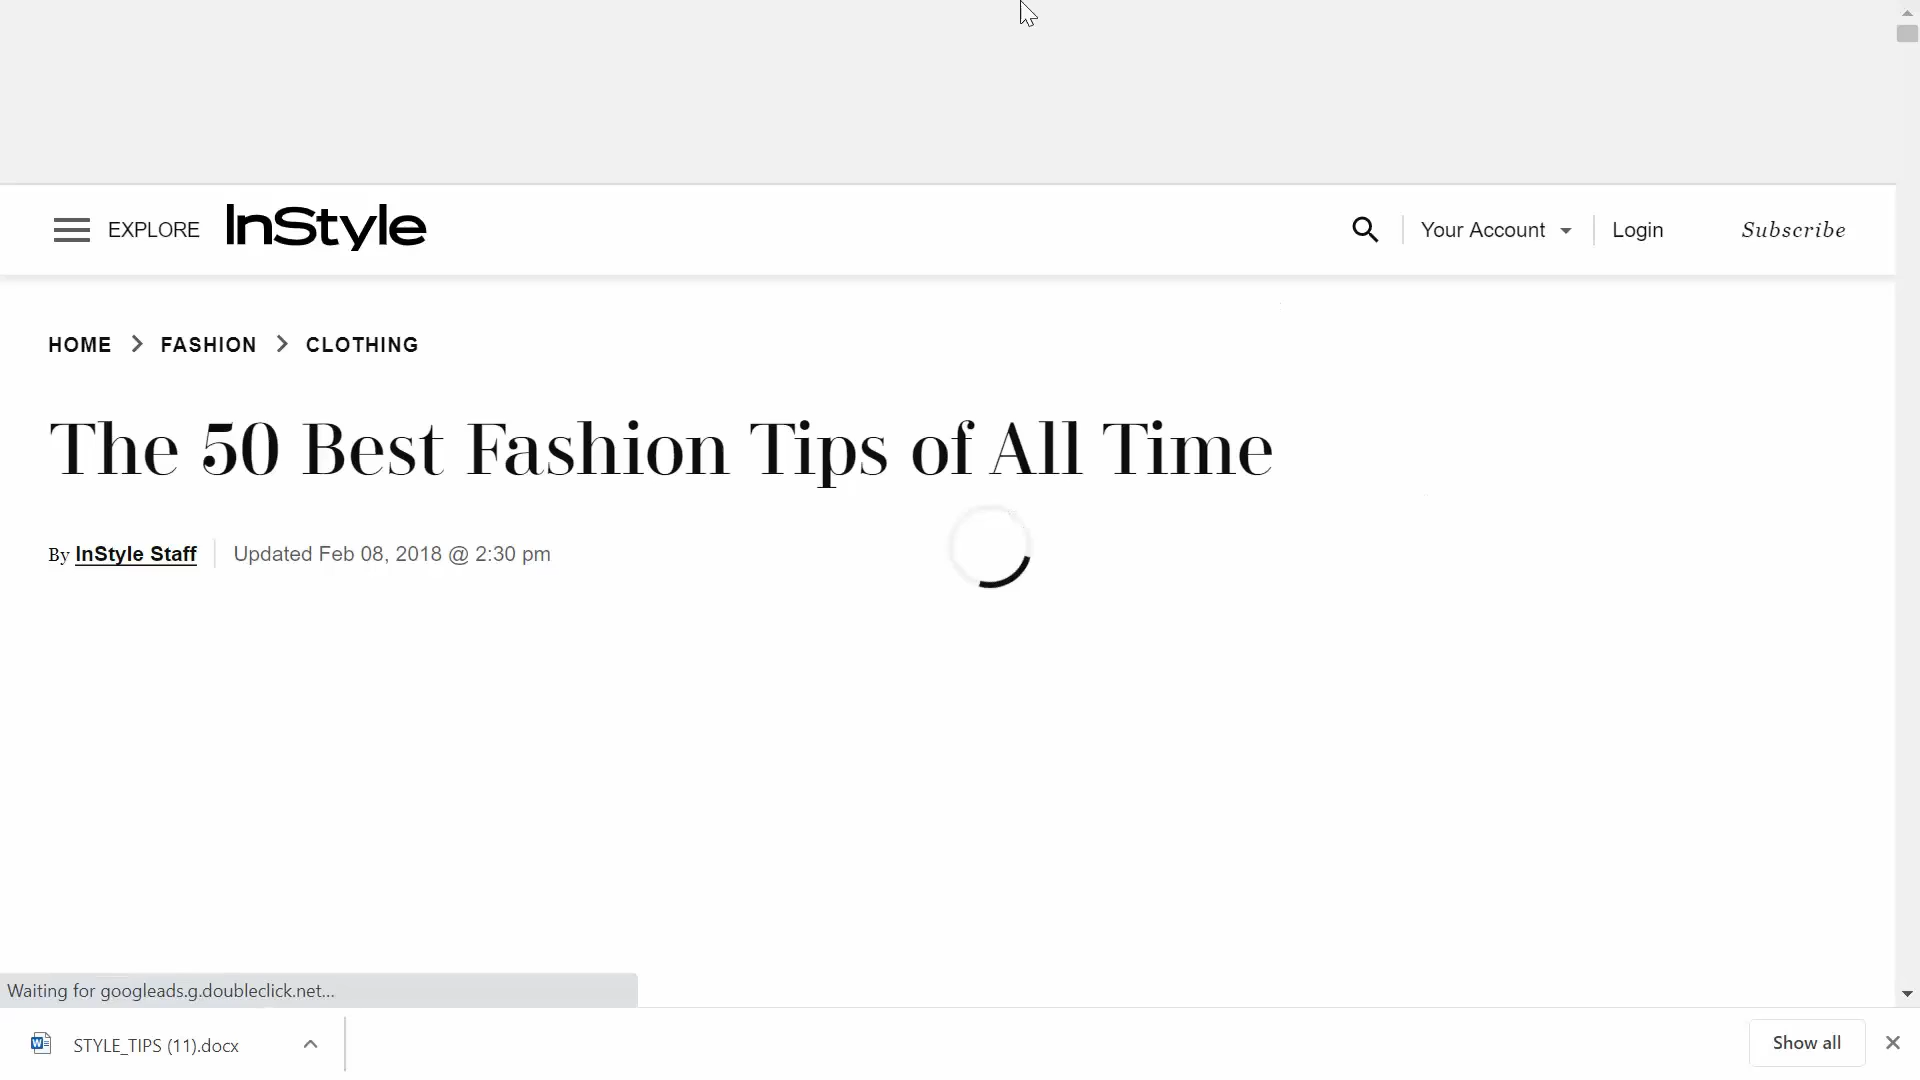 EXPLORE InStyle Your Account Login Subscribe
HOME > FASHION > CLOTHING
The 50 Best Fashion Tips of All Time
By InStyle Staff Updated Feb 08, 2018 @ 2:30 pm
Waiting for googleads.g.doubleclick.net...
STYLE_TIPS (11).docx Show all